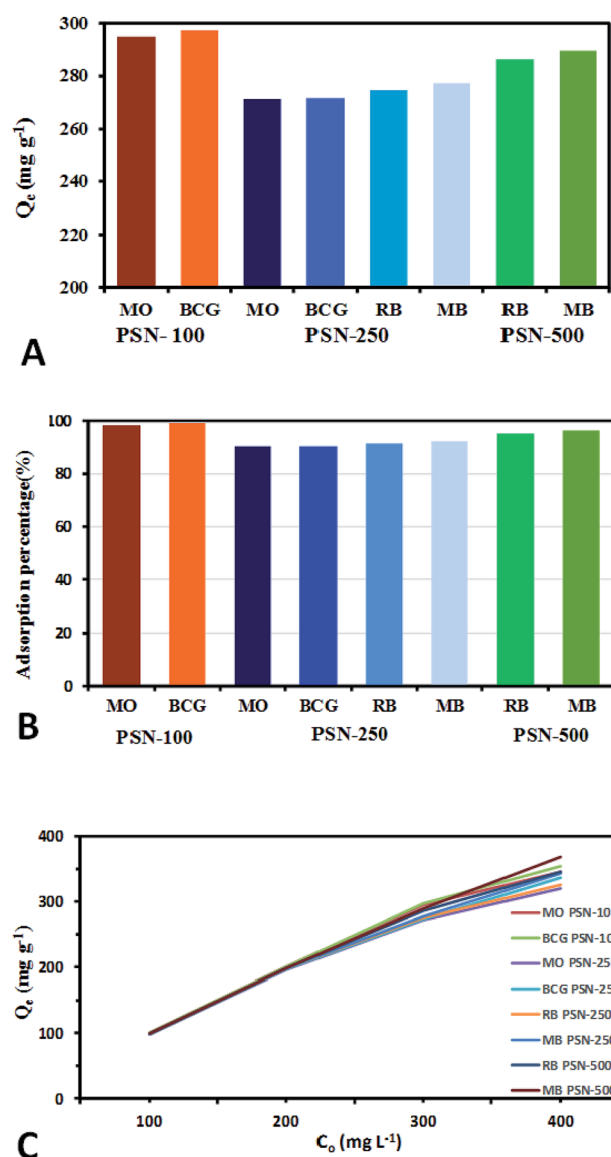 300
280
260
240
220
200
Qe (mg g-1)
MO BCG MO BCG RB MB RB MB
PSN- 100 PSN-250 PSN-500
A
100
80
60
40
20
0
Adsorption percentage(%)
MO BCG MO BCG RB MB RB MB
PSN-100 PSN-250 PSN-500
B
400
300
200
100
0
Qe (mg g-1)
MO PSN-10
BCG PSN-10
MO PSN-25
BCG PSN-25
RB PSN-250
MB PSN-250
RB PSN-500
MB PSN-500
100 200 300 400
Co (mg L-1)
C